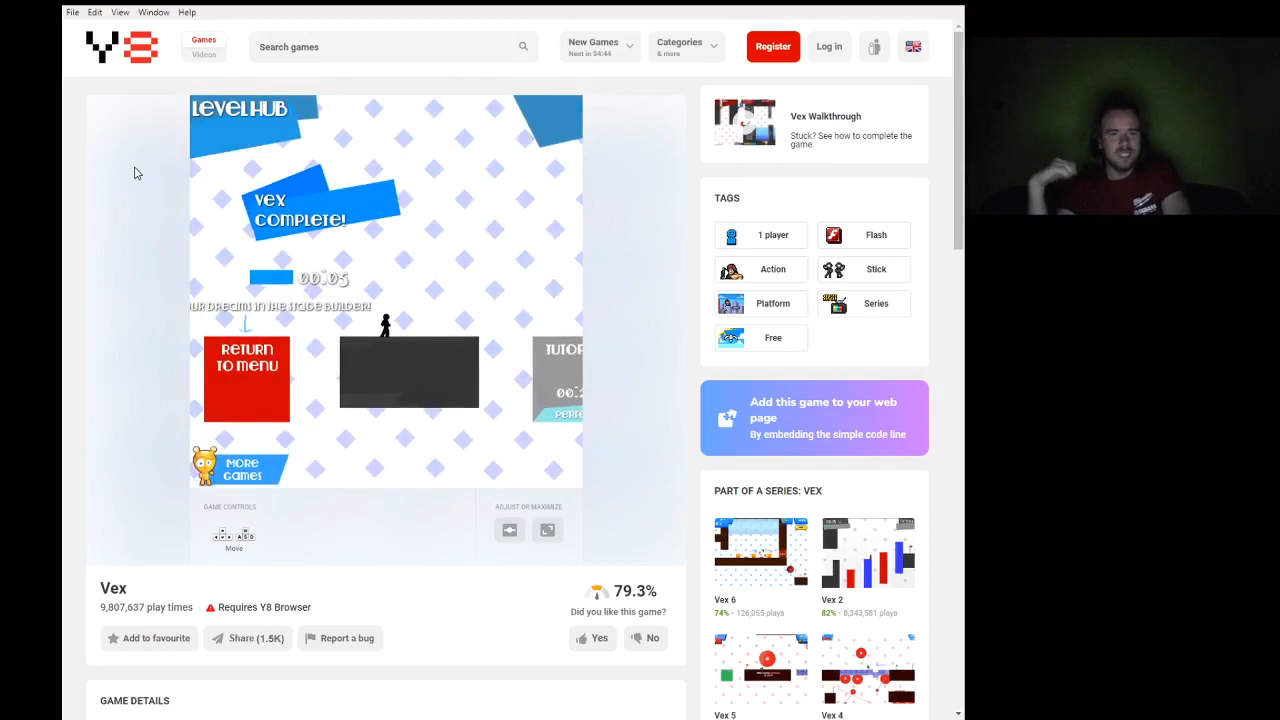 File Edit View Window Help
Y8
Games
Videos
Search games
New Games
Next in 54:44
Categories
& more
Register
Log in
LEVEL HUB
VEX
COMPLETE!
00:05
UR DREAMS IN THE STAGE BUILDER!
RETURN
TO MENU
TUTOR
00:2
PERFE
MORE
GAMES
GAME CONTROLS
Move
ADJUST OR MAXIMIZE
Vex
9,807,637 play times
Requires Y8 Browser
79.3%
Did you like this game?
Add to favourite
Share (1.5K)
Report a bug
Yes
No
GAME DETAILS
Vex Walkthrough
Stuck? See how to complete the
game.
TAGS
1 player
Flash
Action
Stick
Platform
Series
Free
Add this game to your web
page
By embedding the simple code line
PART OF A SERIES: VEX
Vex 6
74% • 126,055 plays
Vex 2
82% • 8,343,581 plays
Vex 5
Vex 4